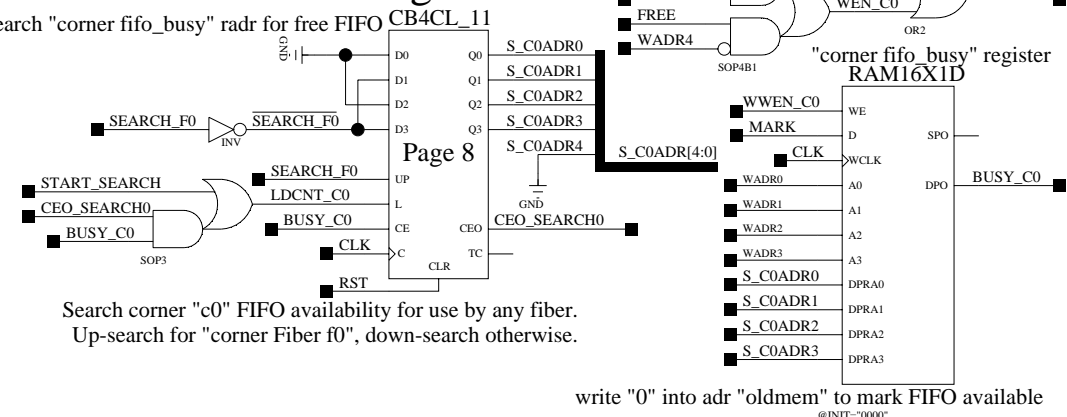 earch "corner fifo_busy" radr for free FIFO
CB4CL_11
GND
D0
D1
D2
D3
UP
L
CE
C
CLR
Q0
Q1
Q2
Q3
CEO
TC
Page 8
SEARCH_F0
INV
SEARCH_F0
START_SEARCH
CEO_SEARCH0
BUSY_C0
SOP3
SEARCH_F0
LDCNT_C0
BUSY_C0
CLK
RST
S_C0ADR0
S_C0ADR1
S_C0ADR2
S_C0ADR3
S_C0ADR4
S_C0ADR[4:0]
GND
CEO_SEARCH0
Search corner "c0" FIFO availability for use by any fiber.
Up-search for "corner Fiber f0", down-search otherwise.
FREE
WADR4
SOP4B1
WEN_C0
OR2
"corner fifo_busy" register
RAM16X1D
WWEN_C0
MARK
CLK
WADR0
WADR1
WADR2
WADR3
S_C0ADR0
S_C0ADR1
S_C0ADR2
S_C0ADR3
WE
D
WCLK
A0
A1
A2
A3
DPRA0
DPRA1
DPRA2
DPRA3
SPO
DPO
BUSY_C0
write "0" into adr "oldmem" to mark FIFO available
@INIT="0000"